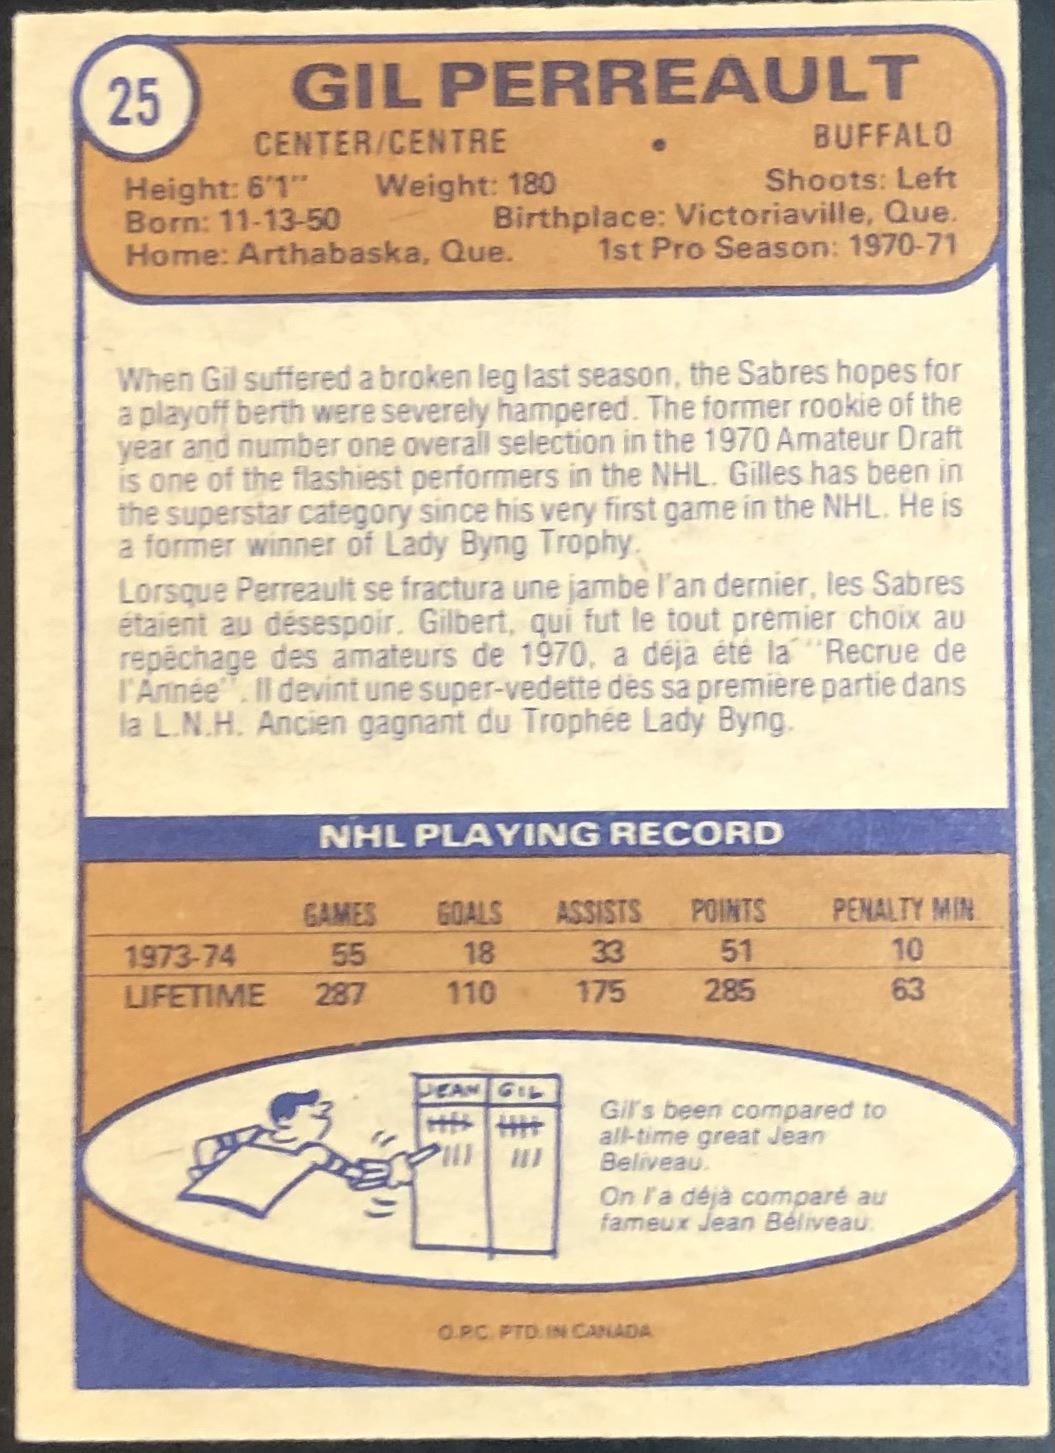 25
GIL PERREAULT
CENTER/CENTRE • BUFFALO
Height: 6'1" Weight: 180 Shoots: Left
Born: 11-13-50 Birthplace: Victoriaville, Que.
Home: Arthabaska, Que. 1st Pro Season: 1970-71
When Gil suffered a broken leg last season, the Sabres hopes for
a playoff berth were severely hampered. The former rookie of the
year and number one overall selection in the 1970 Amateur Draft
is one of the flashiest performers in the NHL. Gilles has been in
the superstar category since his very first game in the NHL. He is
a former winner of Lady Byng Trophy.
Lorsque Perreault se fractura une jambe l'an dernier, les Sabres
étaient au désespoir. Gilbert, qui fut le tout premier choix au
repêchage des amateurs de 1970, a déja été la "Recrue de
l'Année". Il devint une super-vedette dès sa première partie dans
la L.N.H. Ancien gagnant du Trophée Lady Byng.
NHL PLAYING RECORD
GAMES GOALS ASSISTS POINTS PENALTY MIN.
1973-74 55 18 33 51 10
LIFETIME 287 110 175 285 63
JEAN GIL
Gil's been compared to
all-time great Jean
Beliveau.
On l'a déjà comparé au
fameux Jean Béliveau.
O.P.C. PTD. IN CANADA